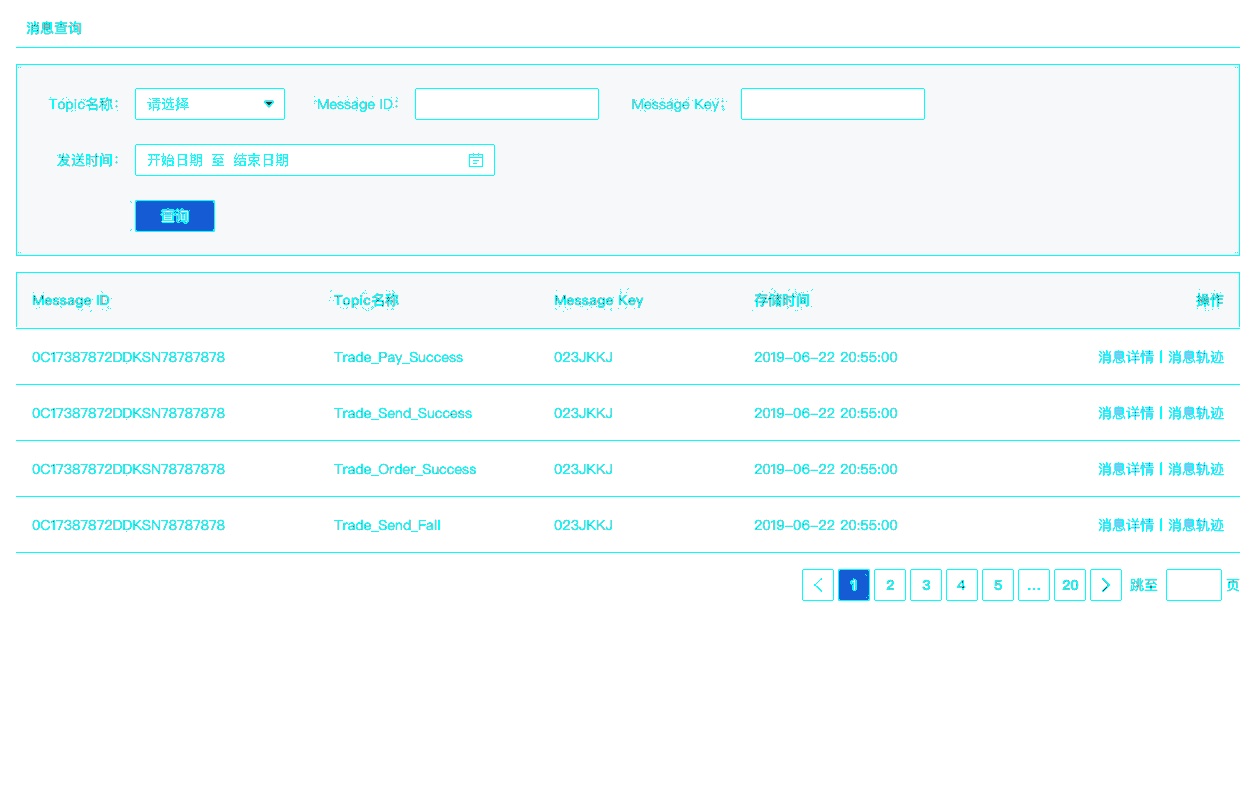 消息查询
Topic名称： 请选择 Message ID： Message Key：
发送时间： 开始日期 至 结束日期
查询
Message ID Topic名称 Message Key 存储时间 操作
0C17387872DDKSN78787878 Trade_Pay_Success 023JKKJ 2019-06-22 20:55:00 消息详情 | 消息轨迹
0C17387872DDKSN78787878 Trade_Send_Success 023JKKJ 2019-06-22 20:55:00 消息详情 | 消息轨迹
0C17387872DDKSN78787878 Trade_Order_Success 023JKKJ 2019-06-22 20:55:00 消息详情 | 消息轨迹
0C17387872DDKSN78787878 Trade_Send_Fail 023JKKJ 2019-06-22 20:55:00 消息详情 | 消息轨迹
1 2 3 4 5 ... 20 跳至 页